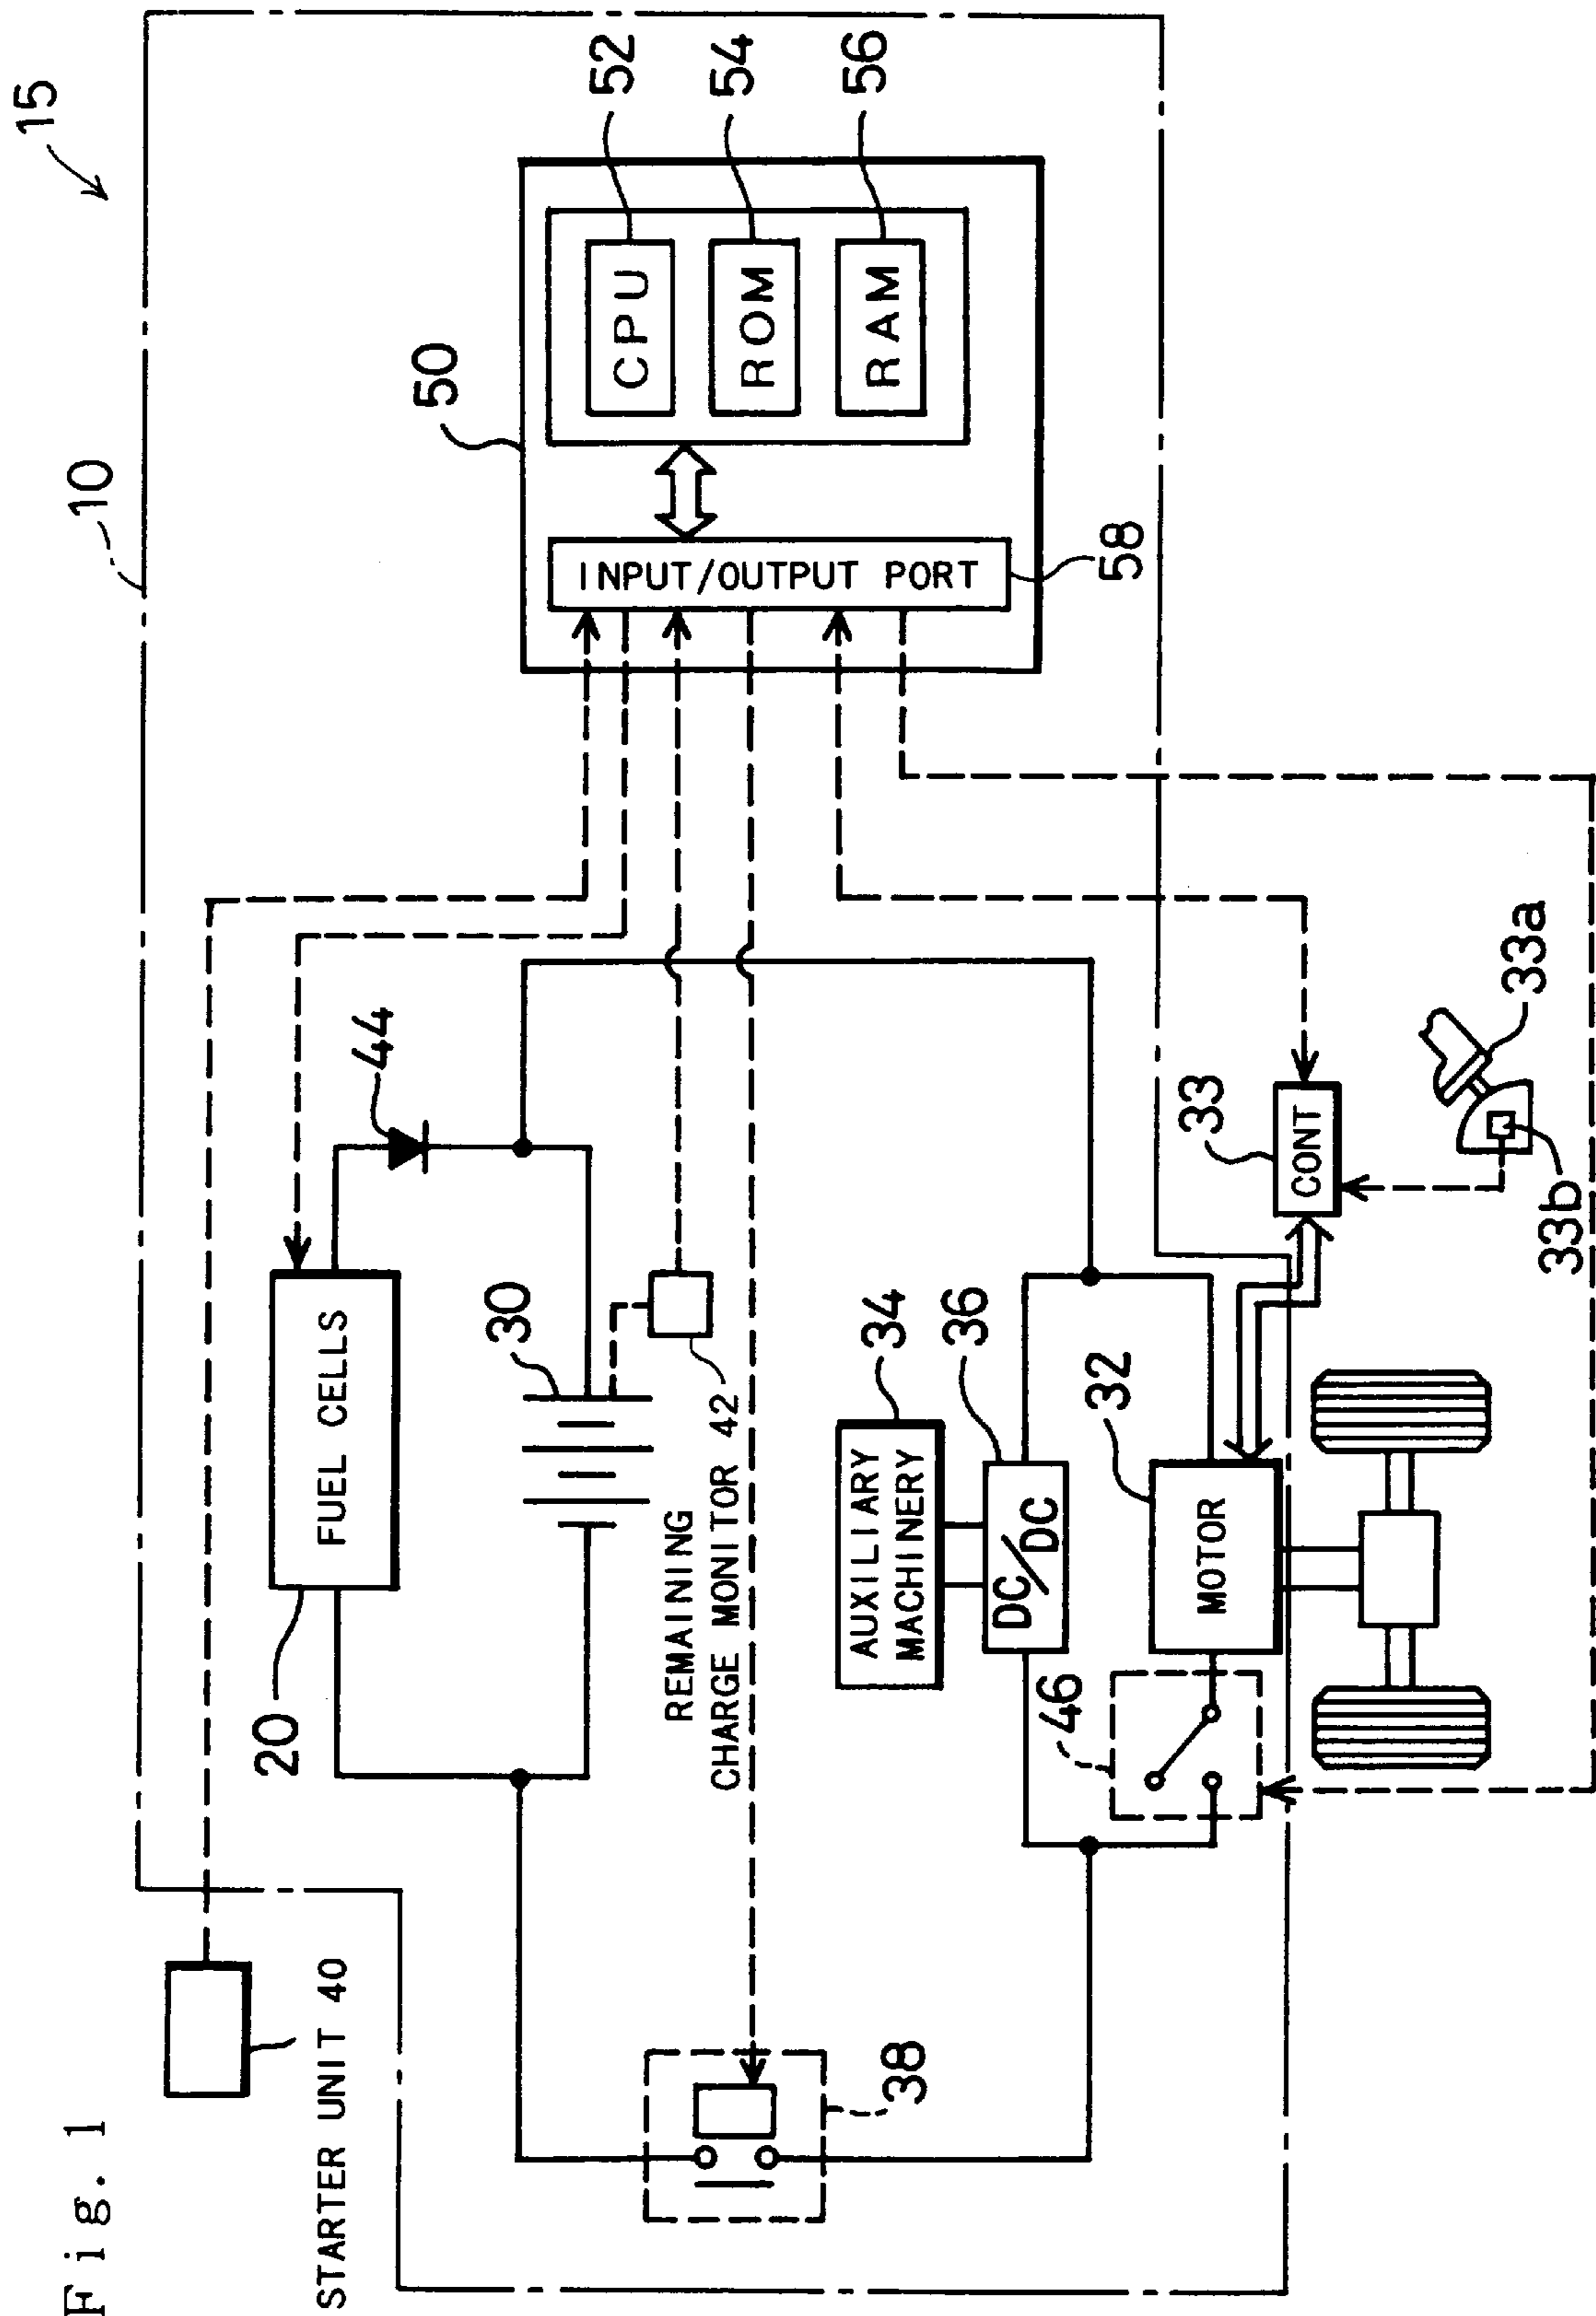 Fig. 1
15
10
STARTER UNIT 40
20
FUEL CELLS
44
30
REMAINING
CHARGE MONITOR 42
50
CPU
52
ROM
54
RAM
56
INPUT/OUTPUT PORT
58
38
AUXILIARY
MACHINERY
34
DC/DC
36
46
MOTOR
32
CONT
33
33a
33b